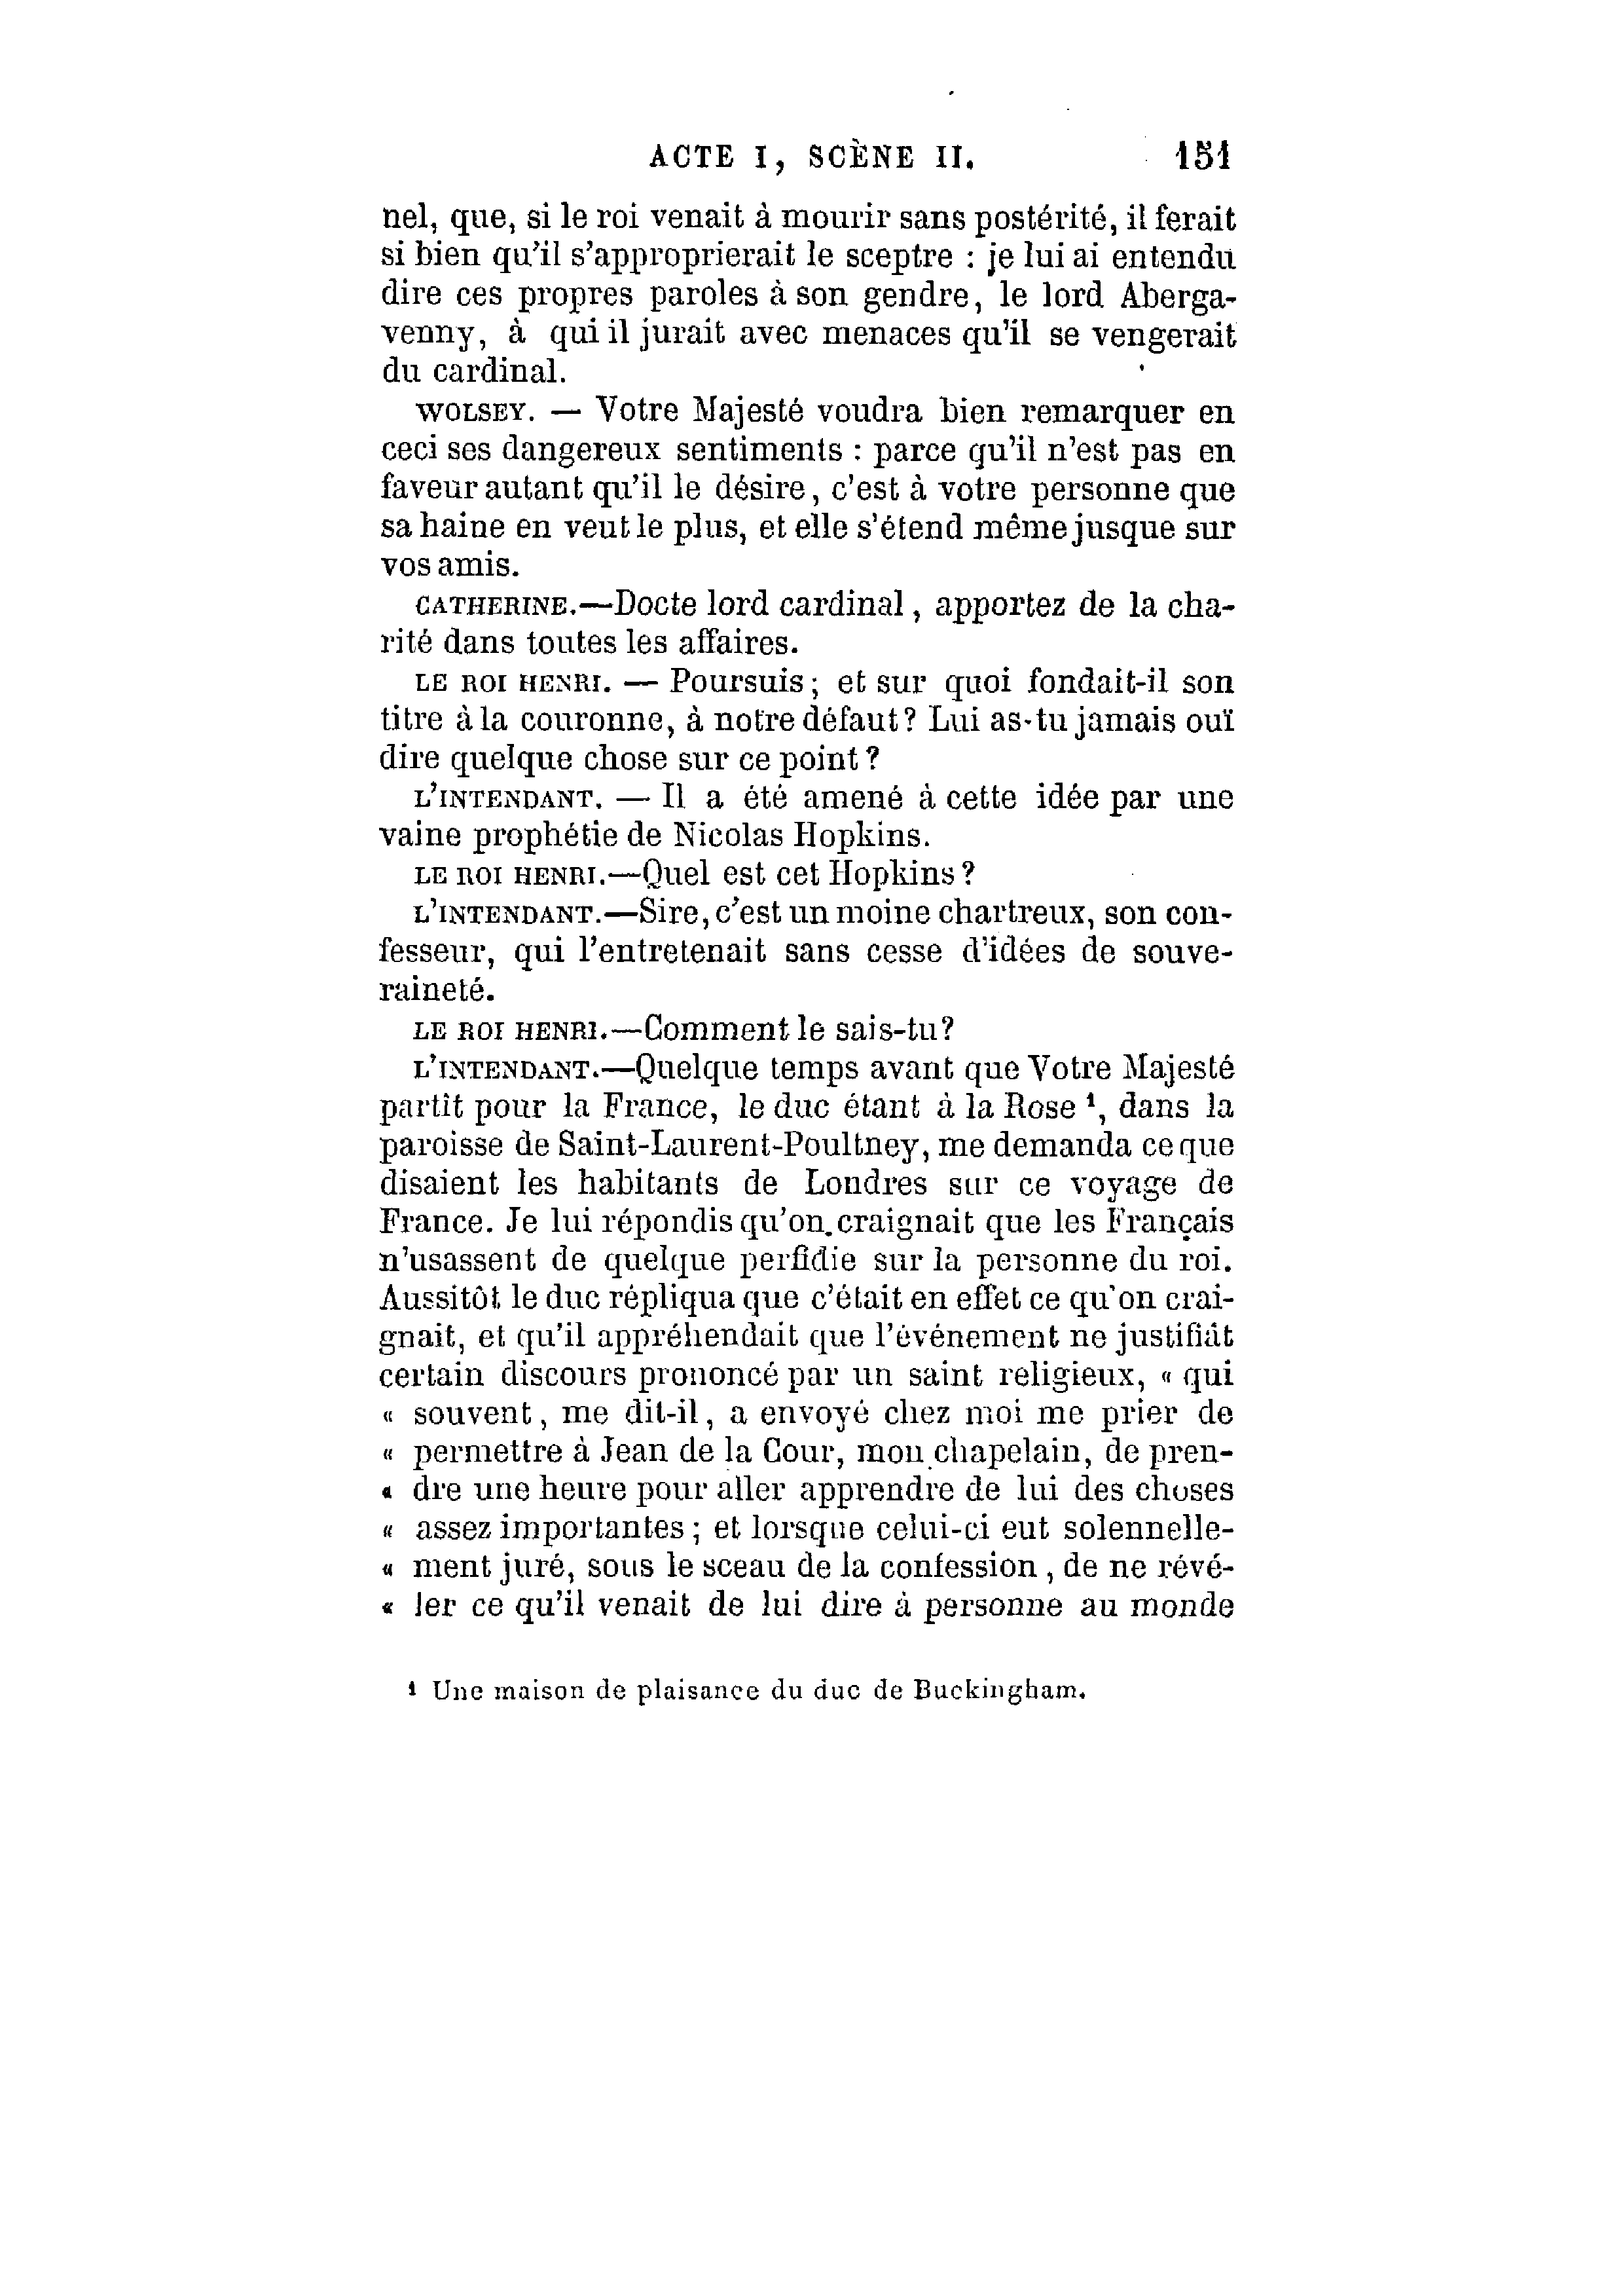 ACTE I, SCÈNE II. 151
nel, que, si le roi venait à mourir sans postérité, il ferait
si bien qu'il s'approprierait le sceptre : je lui ai entendu
dire ces propres paroles à son gendre, le lord Aberga-
venny, à qui il jurait avec menaces qu'il se vengerait
du cardinal.
WOLSEY. — Votre Majesté voudra bien remarquer en
ceci ses dangereux sentiments : parce qu'il n'est pas en
faveur autant qu'il le désire, c'est à votre personne que
sa haine en veut le plus, et elle s'étend même jusque sur
vos amis.
CATHERINE.—Docte lord cardinal, apportez de la cha-
rité dans toutes les affaires.
LE ROI HENRI. — Poursuis; et sur quoi fondait-il son
titre à la couronne, à notre défaut? Lui as-tu jamais ouï
dire quelque chose sur ce point?
L'INTENDANT. — Il a été amené à cette idée par une
vaine prophétie de Nicolas Hopkins.
LE ROI HENRI.—Quel est cet Hopkins?
L'INTENDANT.—Sire, c'est un moine chartreux, son con-
fesseur, qui l'entretenait sans cesse d'idées de souve-
raineté.
LE ROI HENRI.—Comment le sais-tu?
L'INTENDANT.—Quelque temps avant que Votre Majesté
partît pour la France, le duc étant à la Rose ¹, dans la
paroisse de Saint-Laurent-Poultney, me demanda ce que
disaient les habitants de Londres sur ce voyage de
France. Je lui répondis qu'on craignait que les Français
n'usassent de quelque perfidie sur la personne du roi.
Aussitôt le duc répliqua que c'était en effet ce qu'on crai-
gnait, et qu'il appréhendait que l'événement ne justifiât
certain discours prononcé par un saint religieux, « qui
« souvent, me dit-il, a envoyé chez moi me prier de
« permettre à Jean de la Cour, mon chapelain, de pren-
« dre une heure pour aller apprendre de lui des choses
« assez importantes; et lorsque celui-ci eut solennelle-
« ment juré, sous le sceau de la confession, de ne révé-
« ler ce qu'il venait de lui dire à personne au monde
¹ Une maison de plaisance du duc de Buckingham.